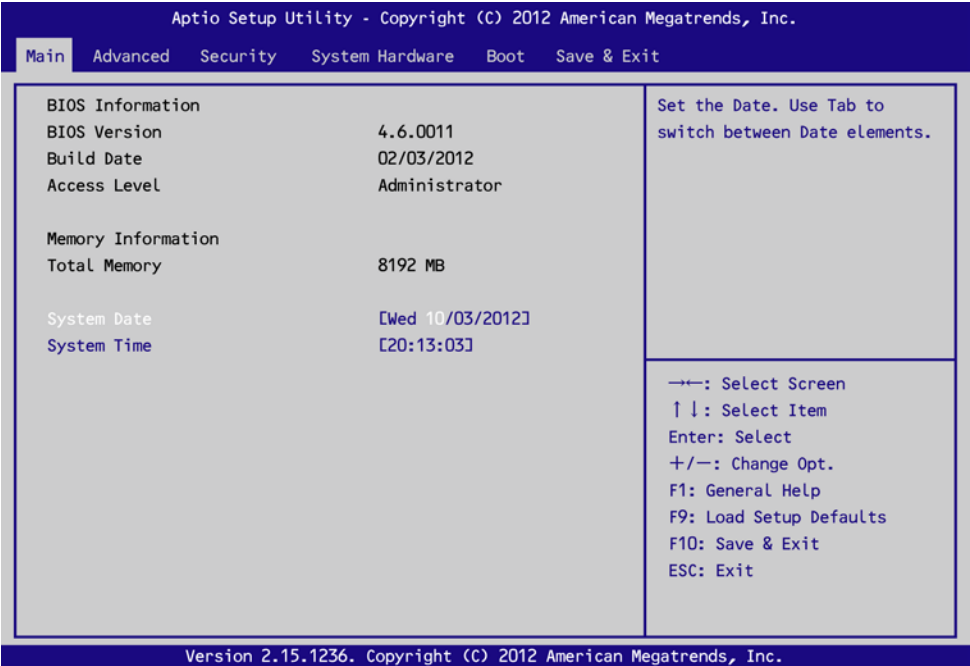 Aptio Setup Utility - Copyright (C) 2012 American Megatrends, Inc.
Main Advanced Security System Hardware Boot Save & Exit
BIOS Information
BIOS Version 4.6.0011
Build Date 02/03/2012
Access Level Administrator
Memory Information
Total Memory 8192 MB
System Date [Wed 10/03/2012]
System Time [20:13:03]
Set the Date. Use Tab to
switch between Date elements.
→←: Select Screen
↑↓: Select Item
Enter: Select
+/-: Change Opt.
F1: General Help
F9: Load Setup Defaults
F10: Save & Exit
ESC: Exit
Version 2.15.1236. Copyright (C) 2012 American Megatrends, Inc.